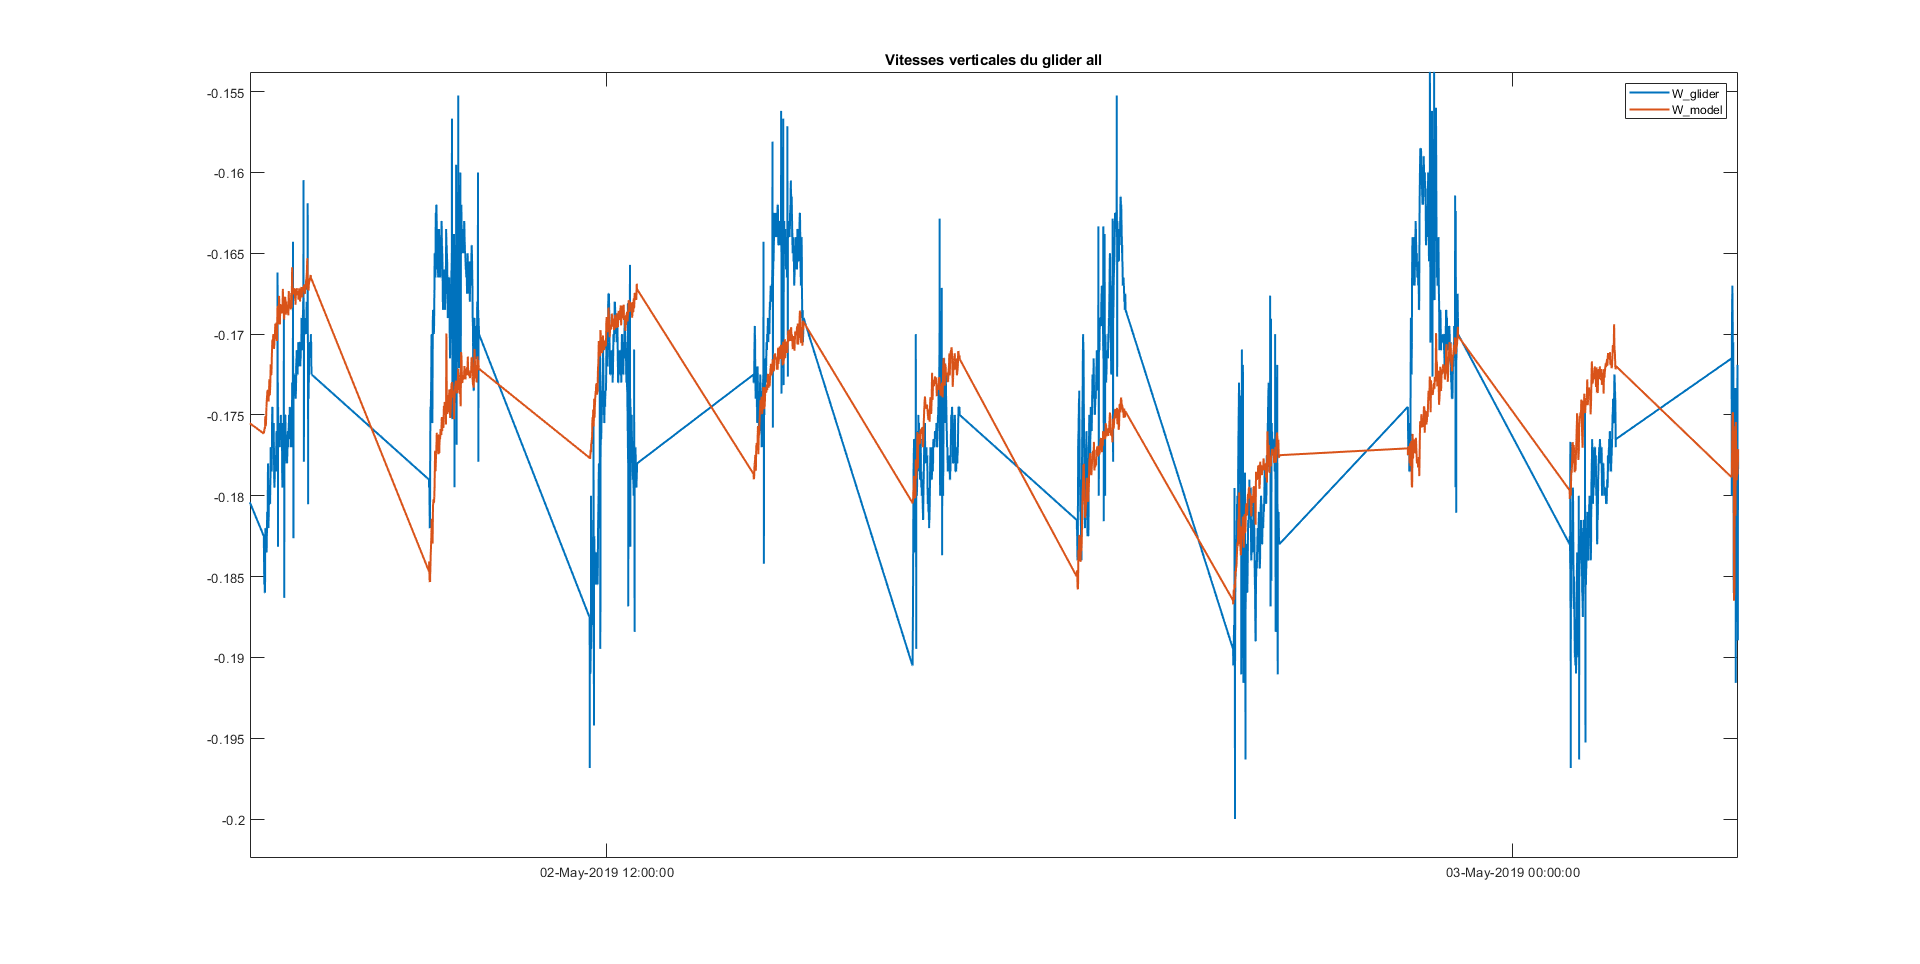 Vitesses verticales du glider all
W_glider
W_model
-0.155
-0.16
-0.165
-0.17
-0.175
-0.18
-0.185
-0.19
-0.195
-0.2
02-May-2019 12:00:00
03-May-2019 00:00:00